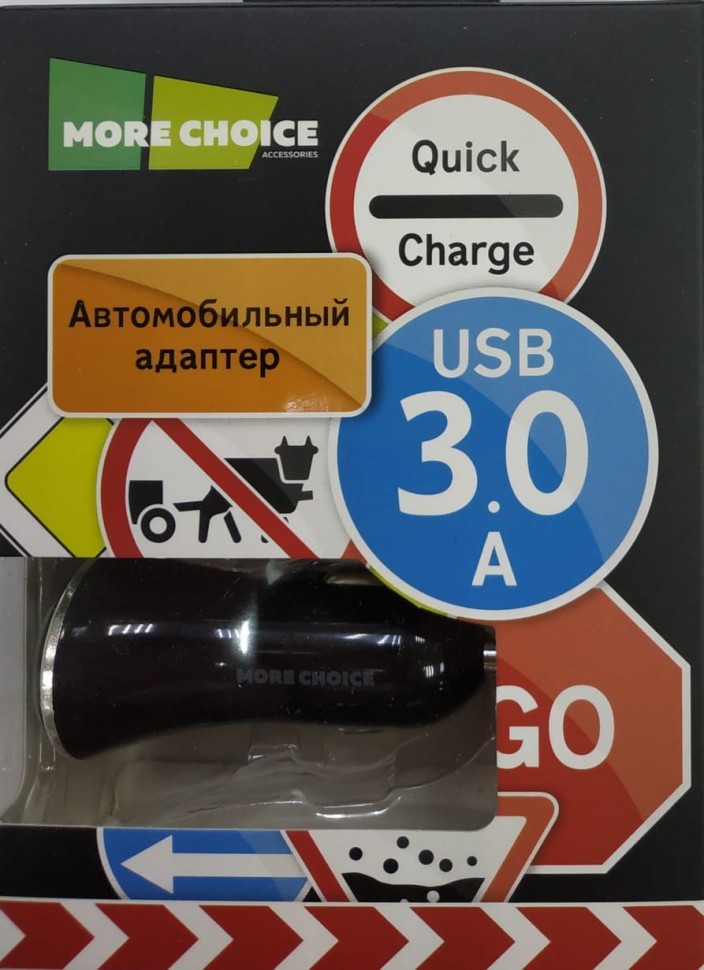 MORE CHOICE
ACCESSORIES
Quick
Charge
Автомобильный
адаптер
USB
3.0
A
MORE CHOICE
GO